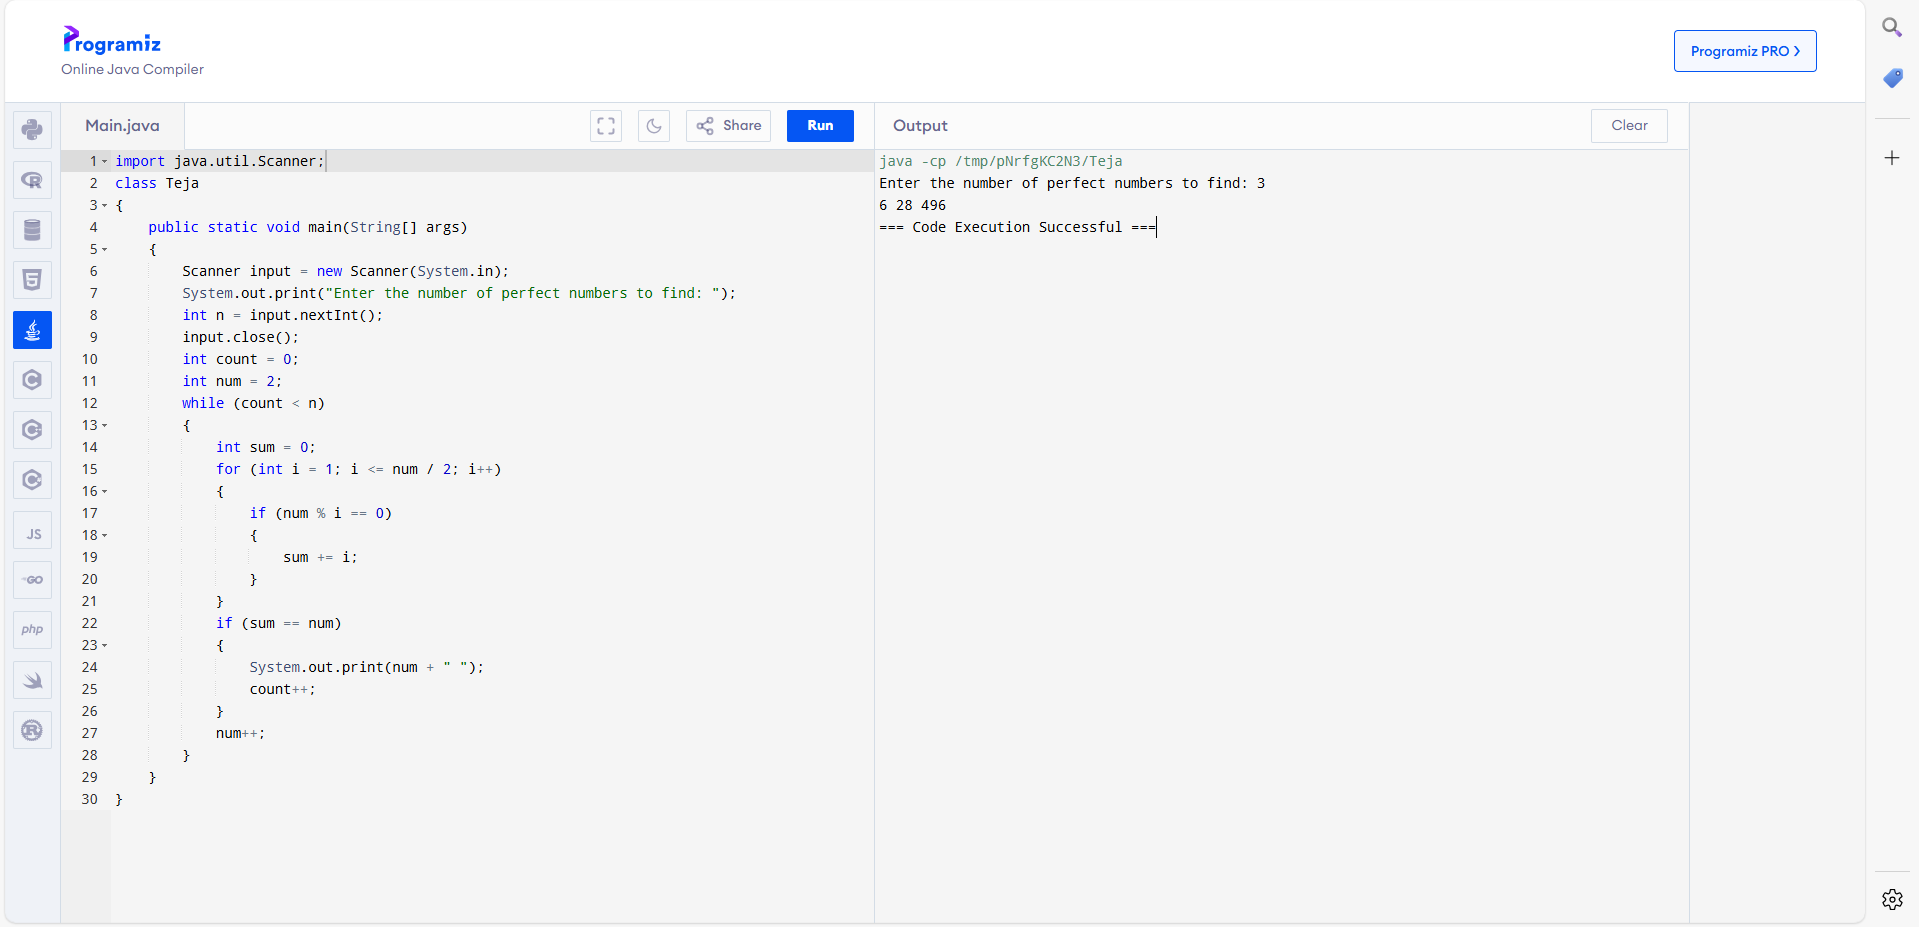 Programiz
Online Java Compiler
Programiz PRO
Main.java
Share
Run
Output
Clear
1 import java.util.Scanner;
2 class Teja
3 {
4     public static void main(String[] args)
5     {
6         Scanner input = new Scanner(System.in);
7         System.out.print("Enter the number of perfect numbers to find: ");
8         int n = input.nextInt();
9         input.close();
10         int count = 0;
11         int num = 2;
12         while (count < n)
13         {
14             int sum = 0;
15             for (int i = 1; i <= num / 2; i++)
16             {
17                 if (num % i == 0)
18                 {
19                     sum += i;
20                 }
21             }
22             if (sum == num)
23             {
24                 System.out.print(num + " ");
25                 count++;
26             }
27             num++;
28         }
29     }
30 }
java -cp /tmp/pNrfgKC2N3/Teja
Enter the number of perfect numbers to find: 3
6 28 496
=== Code Execution Successful ===
R
C
C
C
JS
GO
php
R